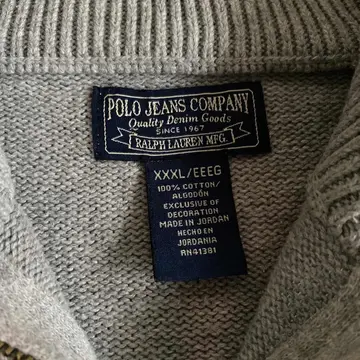 POLO JEANS COMPANY
Quality Denim Goods
SINCE 1967
RALPH LAUREN MFG.
XXXL/EEEG
100% COTTON/
ALGODÓN
EXCLUSIVE OF
DECORATION
MADE IN JORDAN
HECHO EN
JORDANIA
RN41381